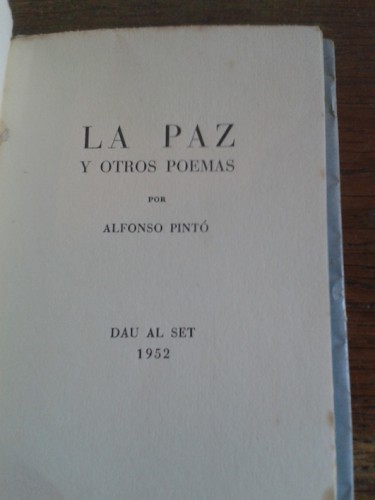 LA PAZ
Y OTROS POEMAS
POR
ALFONSO PINTÓ
DAU AL SET
1952